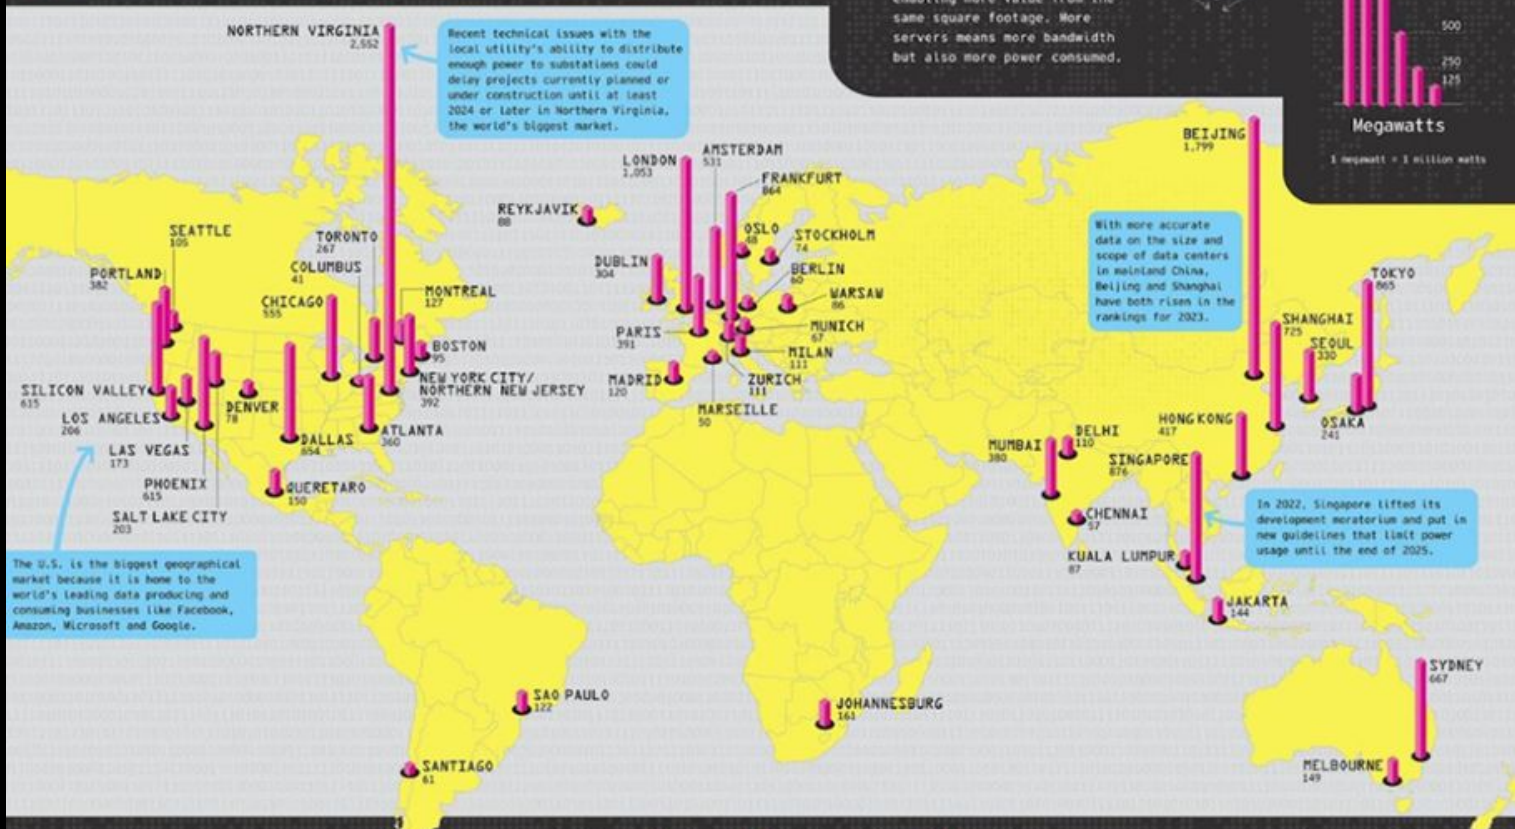 same square footage. More
servers means more bandwidth
but also more power consumed.
500
250
125
Megawatts
1 megawatt = 1 million watts
NORTHERN VIRGINIA
2,552
Recent technical issues with the
local utility's ability to distribute
enough power to substations could
delay projects currently planned or
under construction until at least
2024 or later in Northern Virginia,
the world's biggest market.
BEIJING
1,799
LONDON
1,053
AMSTERDAM
531
FRANKFURT
864
REYKJAVIK
88
OSLO
48
STOCKHOLM
74
DUBLIN
304
BERLIN
60
WARSAW
86
PARIS
391
MUNICH
67
MILAN
111
MADRID
120
ZURICH
111
MARSEILLE
50
SEATTLE
105
TORONTO
267
PORTLAND
382
COLUMBUS
41
CHICAGO
555
MONTREAL
127
BOSTON
95
NEW YORK CITY/
NORTHERN NEW JERSEY
392
SILICON VALLEY
615
LOS ANGELES
206
DENVER
78
LAS VEGAS
173
DALLAS
654
ATLANTA
360
PHOENIX
615
QUERETARO
150
SALT LAKE CITY
203
The U.S. is the biggest geographical
market because it is home to the
world's leading data producing and
consuming businesses like Facebook,
Amazon, Microsoft and Google.
With more accurate
data on the size and
scope of data centers
in mainland China,
Beijing and Shanghai
have both risen in the
rankings for 2023.
TOKYO
865
SHANGHAI
725
SEOUL
330
OSAKA
241
HONG KONG
417
DELHI
110
MUMBAI
380
SINGAPORE
876
CHENNAI
57
In 2022, Singapore lifted its
development moratorium and put in
new guidelines that limit power
usage until the end of 2025.
KUALA LUMPUR
87
JAKARTA
144
SYDNEY
667
MELBOURNE
149
SAO PAULO
122
JOHANNESBURG
161
SANTIAGO
61